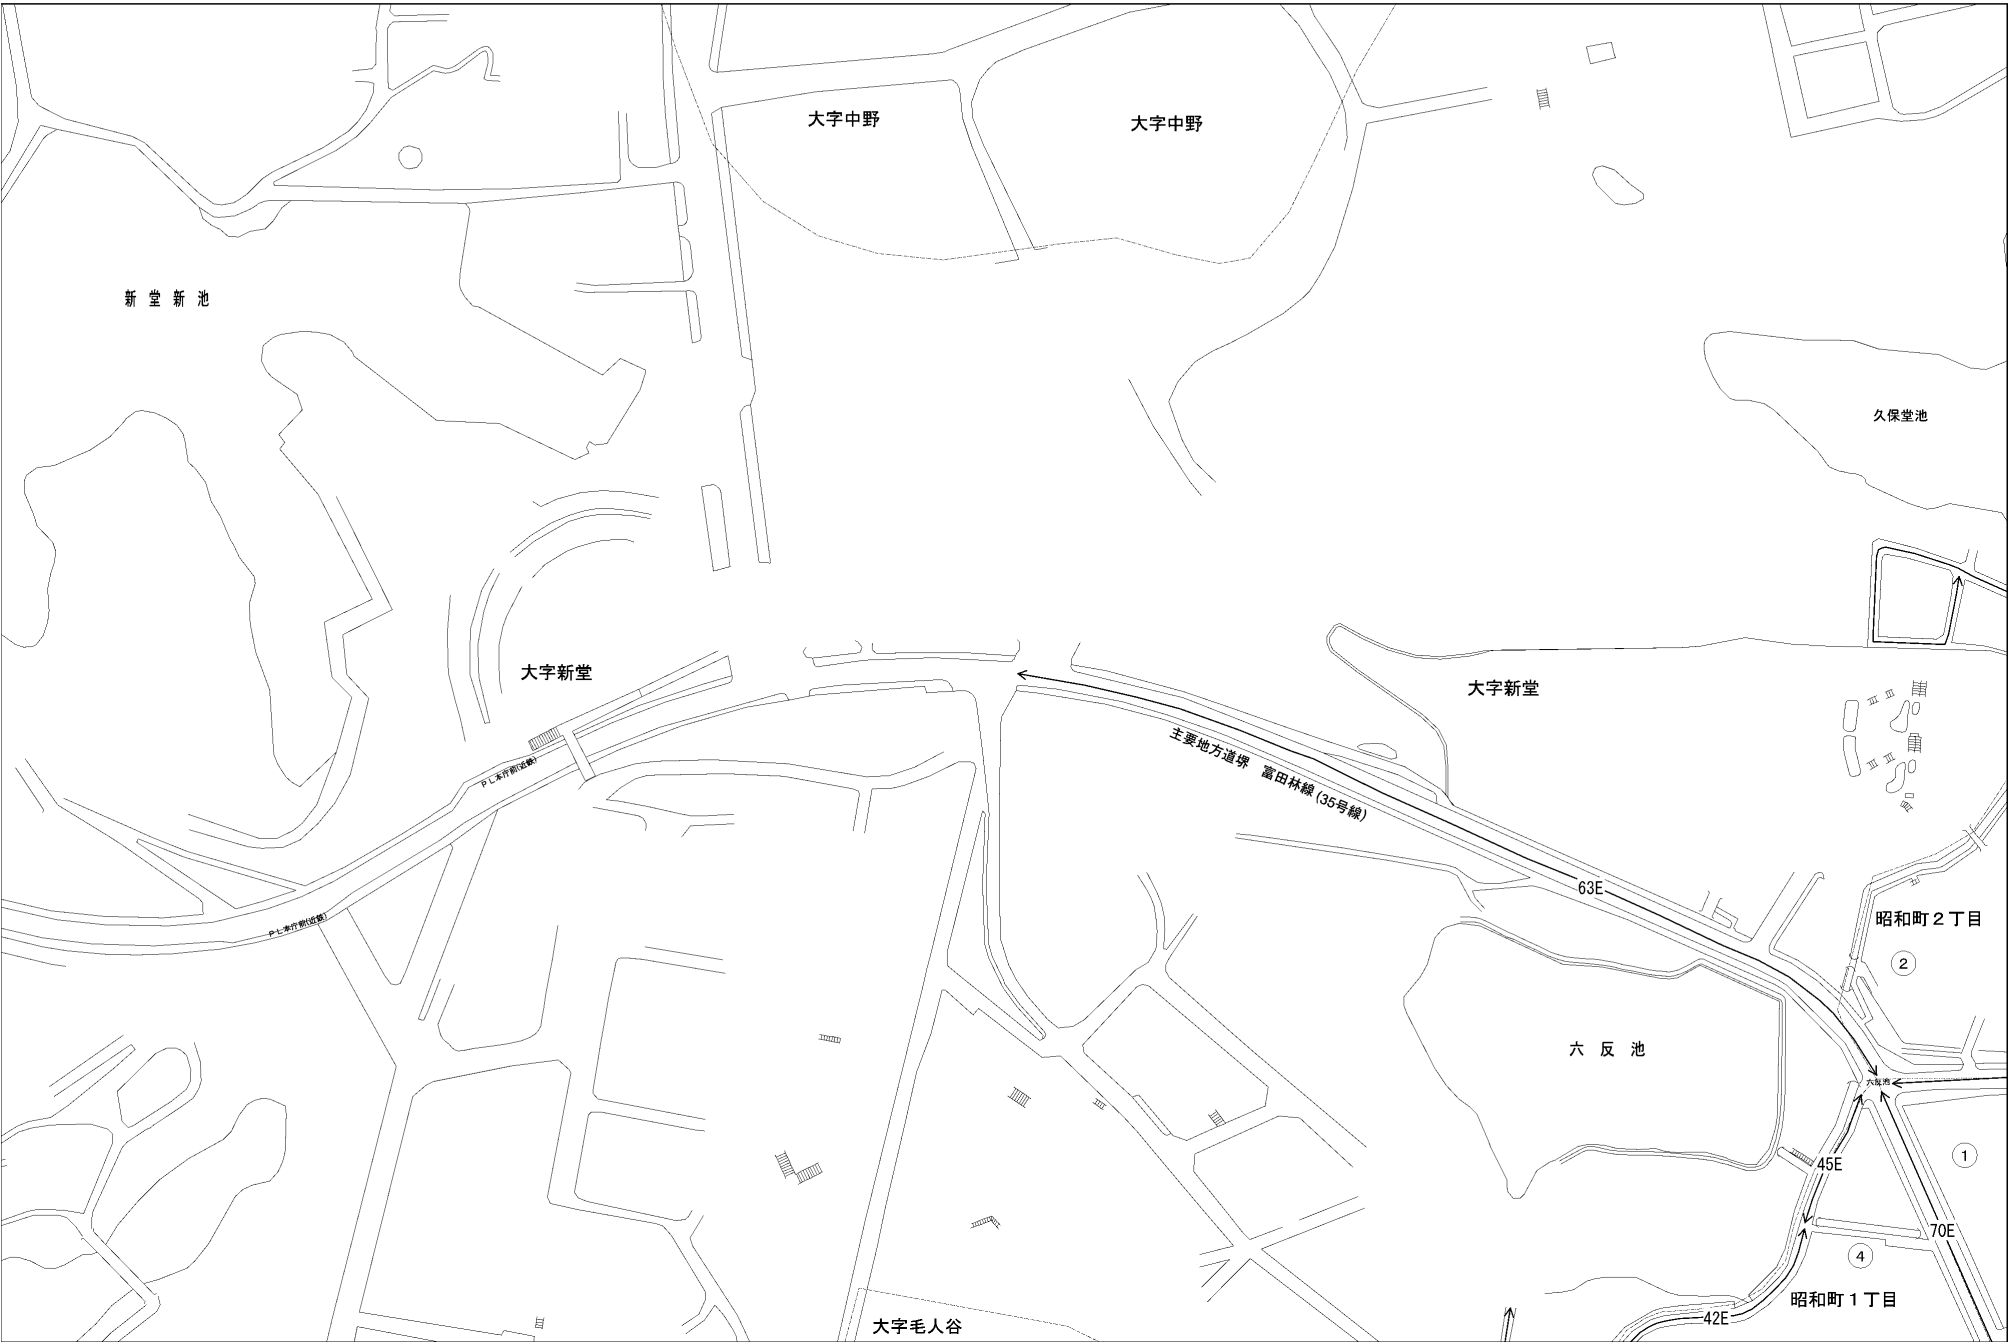 大字中野
大字中野
新堂新池
久保堂池
大字新堂
大字新堂
主要地方道堺 富田林線(35号線)
PL本庁前(近鉄)
63E
PL本庁前(近鉄)
昭和町2丁目
2
六反池
六反池
1
45E
70E
4
昭和町1丁目
42E
大字毛人谷